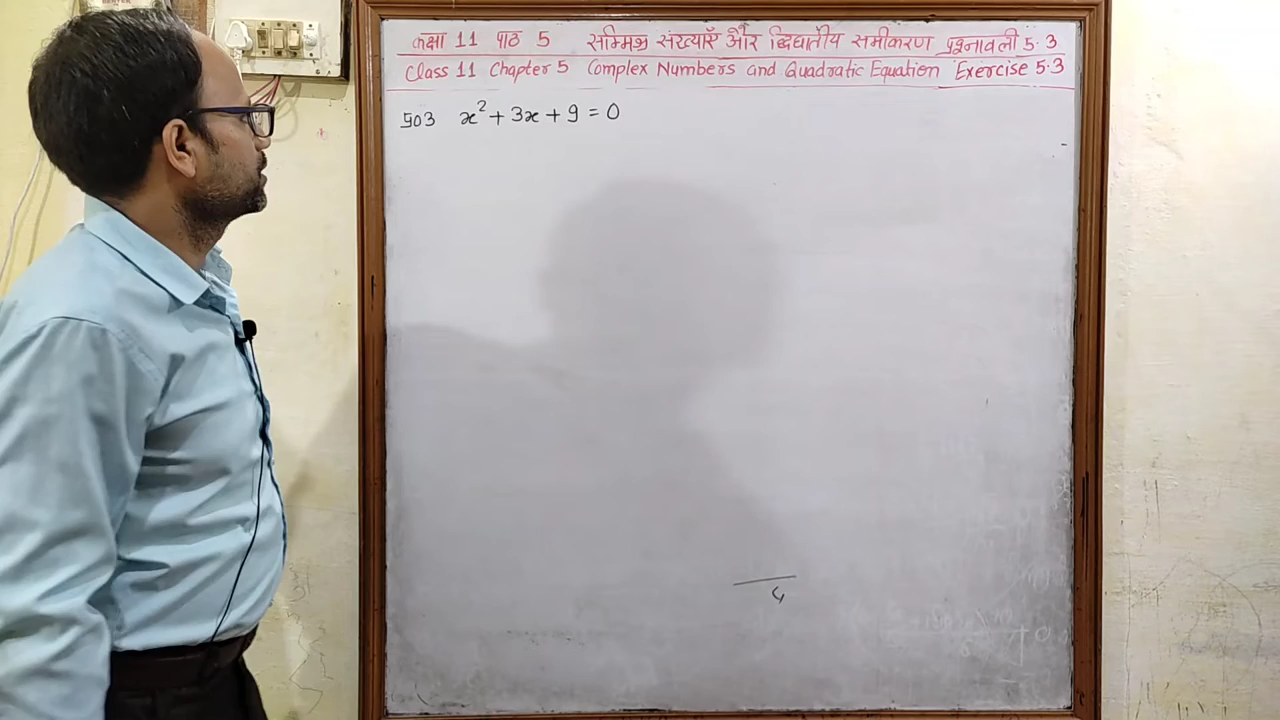 कक्षा 11 पाठ 5 सम्मिश्र संख्याएँ और द्विघातीय समीकरण प्रश्नावली 5.3
Class 11 Chapter 5 Complex Numbers and Quadratic Equation Exercise 5.3
प्र03 x² + 3x + 9 = 0